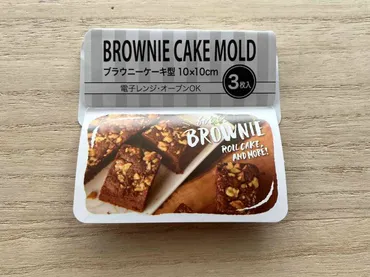 BROWNIE CAKE MOLD
ブラウニーケーキ型 10×10cm
3枚入
電子レンジ・オーブンOK
BROWNIE
ROLL CAKE,
AND MORE!